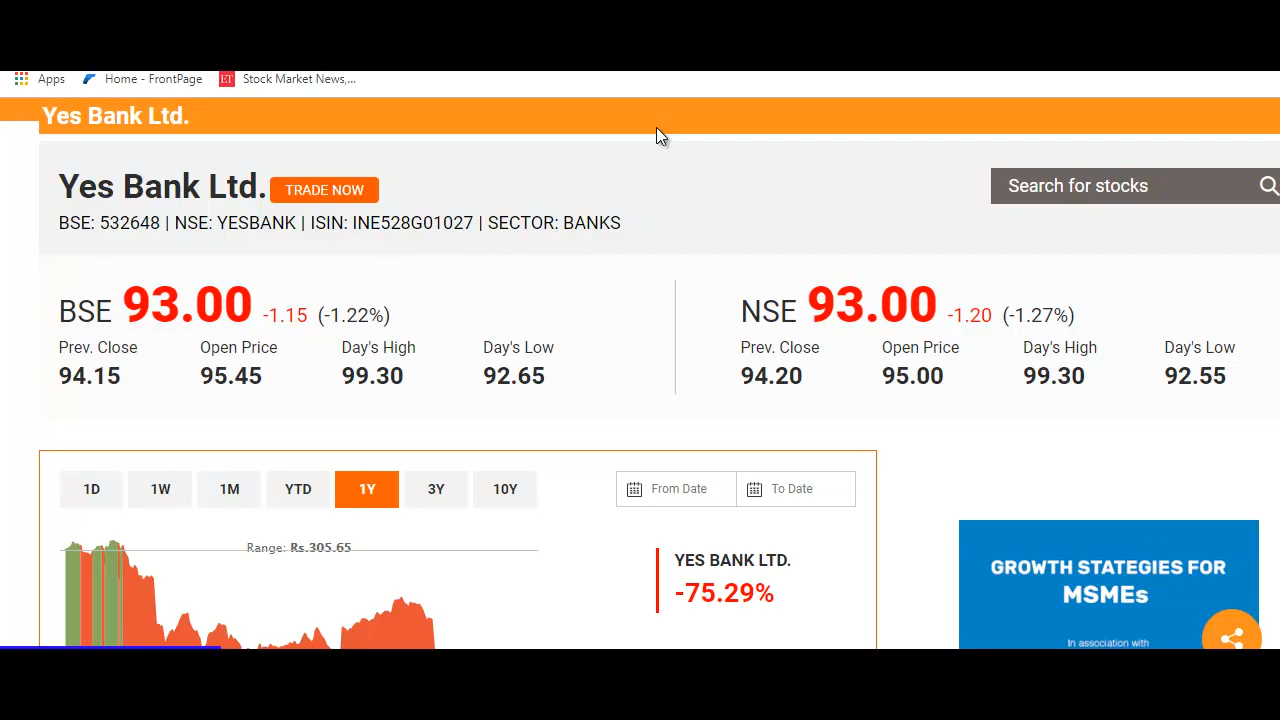 Apps Home - FrontPage ET Stock Market News,...
Yes Bank Ltd.
Yes Bank Ltd. TRADE NOW
Search for stocks
BSE: 532648 | NSE: YESBANK | ISIN: INE528G01027 | SECTOR: BANKS
BSE 93.00 -1.15 (-1.22%)
Prev. Close Open Price Day's High Day's Low
94.15 95.45 99.30 92.65
NSE 93.00 -1.20 (-1.27%)
Prev. Close Open Price Day's High Day's Low
94.20 95.00 99.30 92.55
1D 1W 1M YTD 1Y 3Y 10Y
From Date To Date
Range: Rs.305.65
YES BANK LTD.
-75.29%
GROWTH STATEGIES FOR
MSMEs
In association with